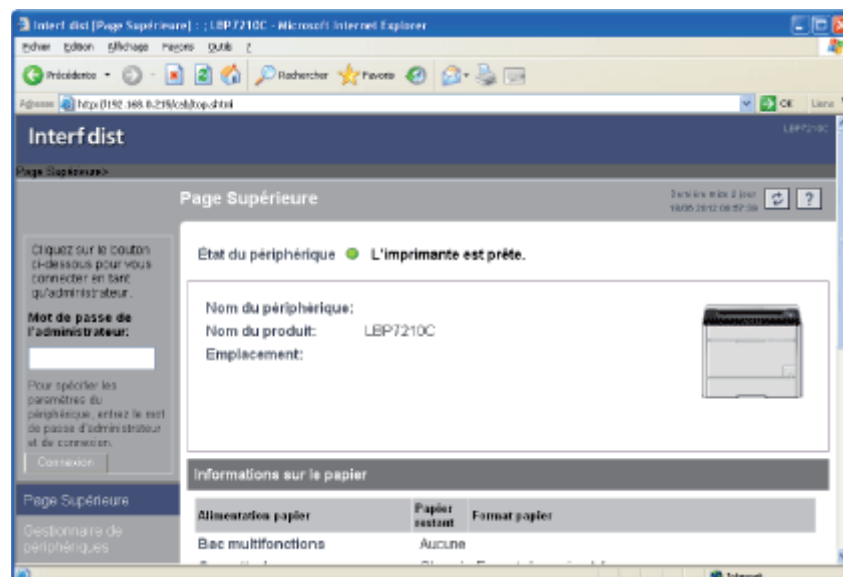 Interf dist [Page Supérieure] : ; LBP7210C - Microsoft Internet Explorer
Fichier Edition Affichage Favoris Outils ?
Précédente Rechercher Favoris
Adresse OK Liens
Interf dist
LBP7210C
Page Supérieure>
Page Supérieure
Dernière mise à jour
?
Cliquez sur le bouton
ci-dessous pour vous
connecter en tant
qu'administrateur.
Mot de passe de
l'administrateur:
Pour spécifier les
paramètres du
périphérique, entrez le mot
de passe d'administrateur
et de connexion.
Connexion
Page Supérieure
Gestionnaire de
périphériques
État du périphérique L'imprimante est prête.
Nom du périphérique:
Nom du produit: LBP7210C
Emplacement:
Informations sur le papier
Alimentation papier Papier restant Format papier
Bac multifonctions Aucune
Internet